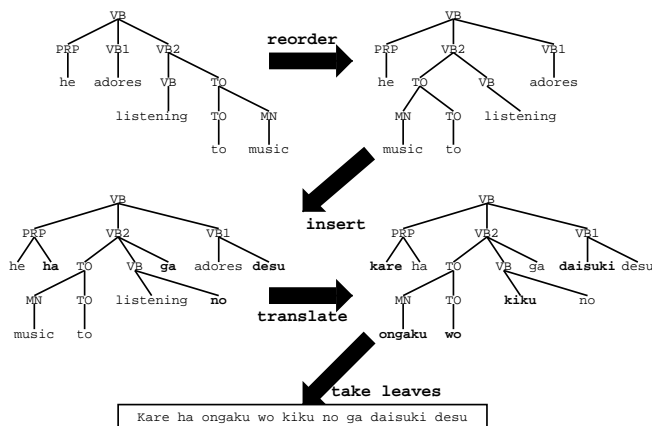 VB VB
reorder
PRP VB1 VB2 PRP VB2 VB1
he adores VB TO he TO VB adores
listening TO MN MN TO listening
to music music to
VB insert VB
PRP VB2 VB1 PRP VB2 VB1
he ha TO VB ga adores desu kare ha TO VB ga daisuki desu
MN TO listening no MN TO kiku no
translate
music to ongaku wo
take leaves
Kare ha ongaku wo kiku no ga daisuki desu